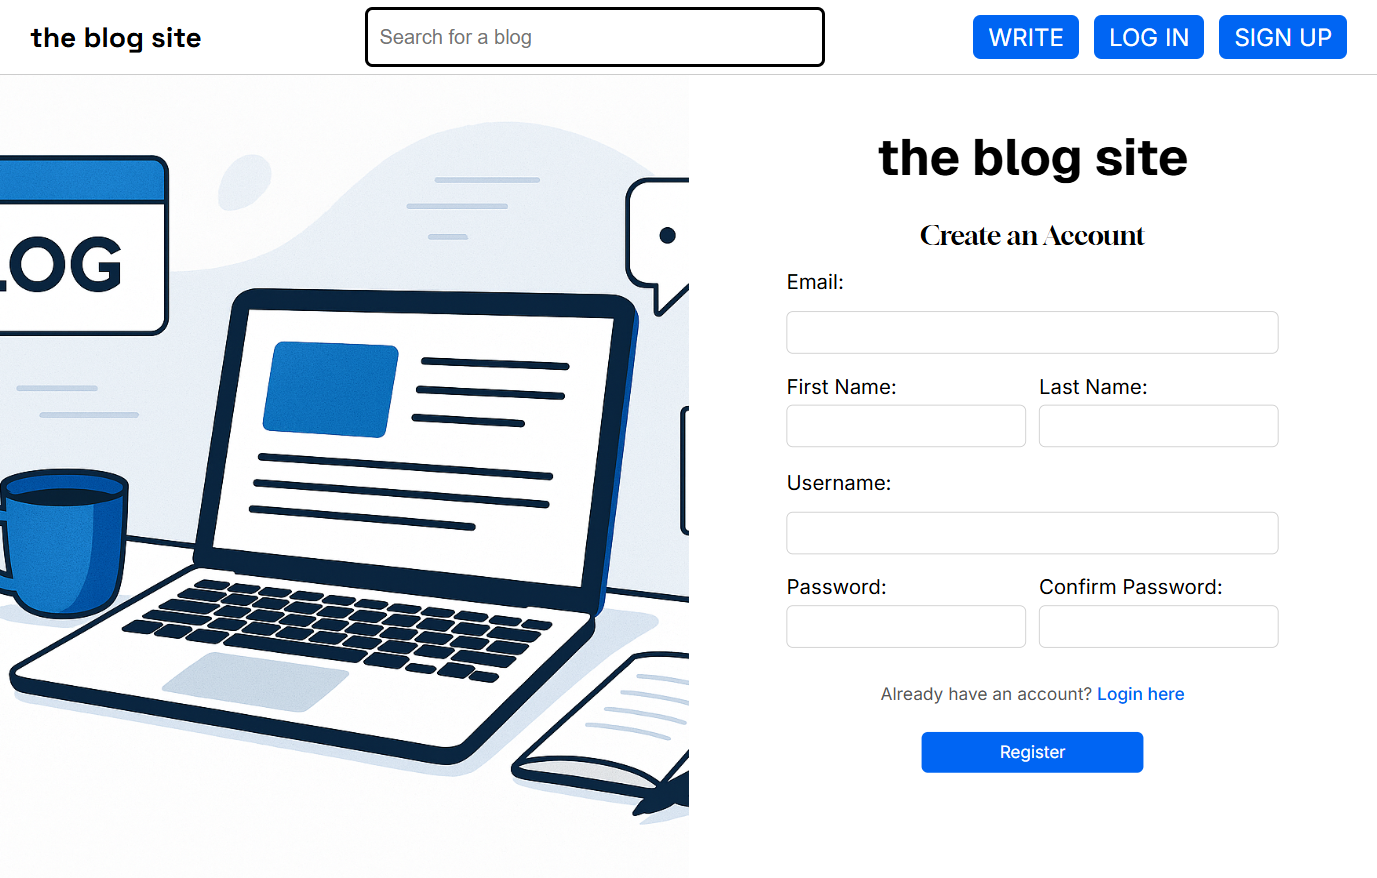 the blog site
Search for a blog
WRITE LOG IN SIGN UP
LOG
the blog site
Create an Account
Email:
First Name: Last Name:
Username:
Password: Confirm Password:
Already have an account? Login here
Register